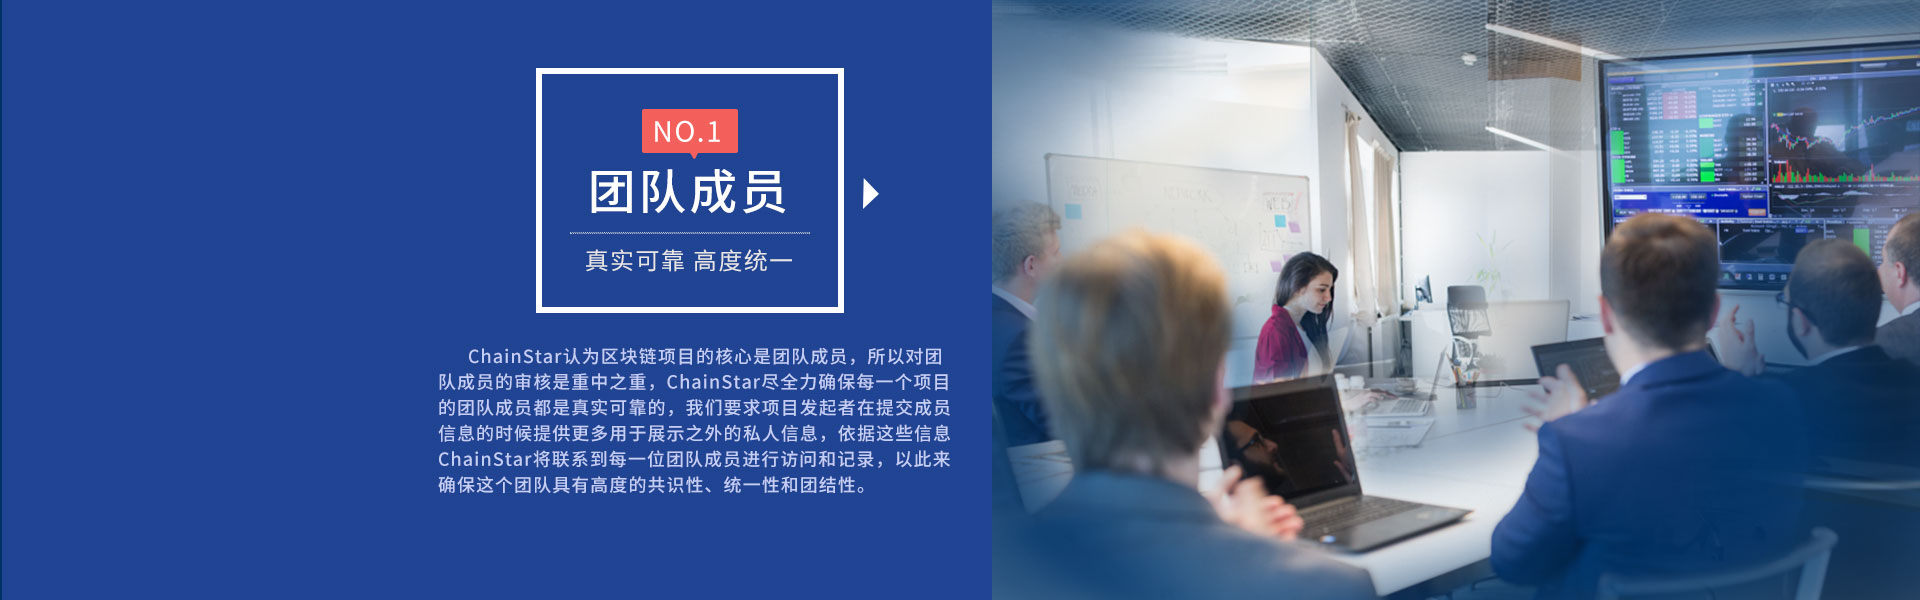 NO.1
团队成员
真实可靠 高度统一
ChainStar认为区块链项目的核心是团队成员，所以对团
队成员的审核是重中之重，ChainStar尽全力确保每一个项目
的团队成员都是真实可靠的，我们要求项目发起者在提交成员
信息的时候提供更多用于展示之外的私人信息，依据这些信息
ChainStar将联系到每一位团队成员进行访问和记录，以此来
确保这个团队具有高度的共识性、统一性和团结性。